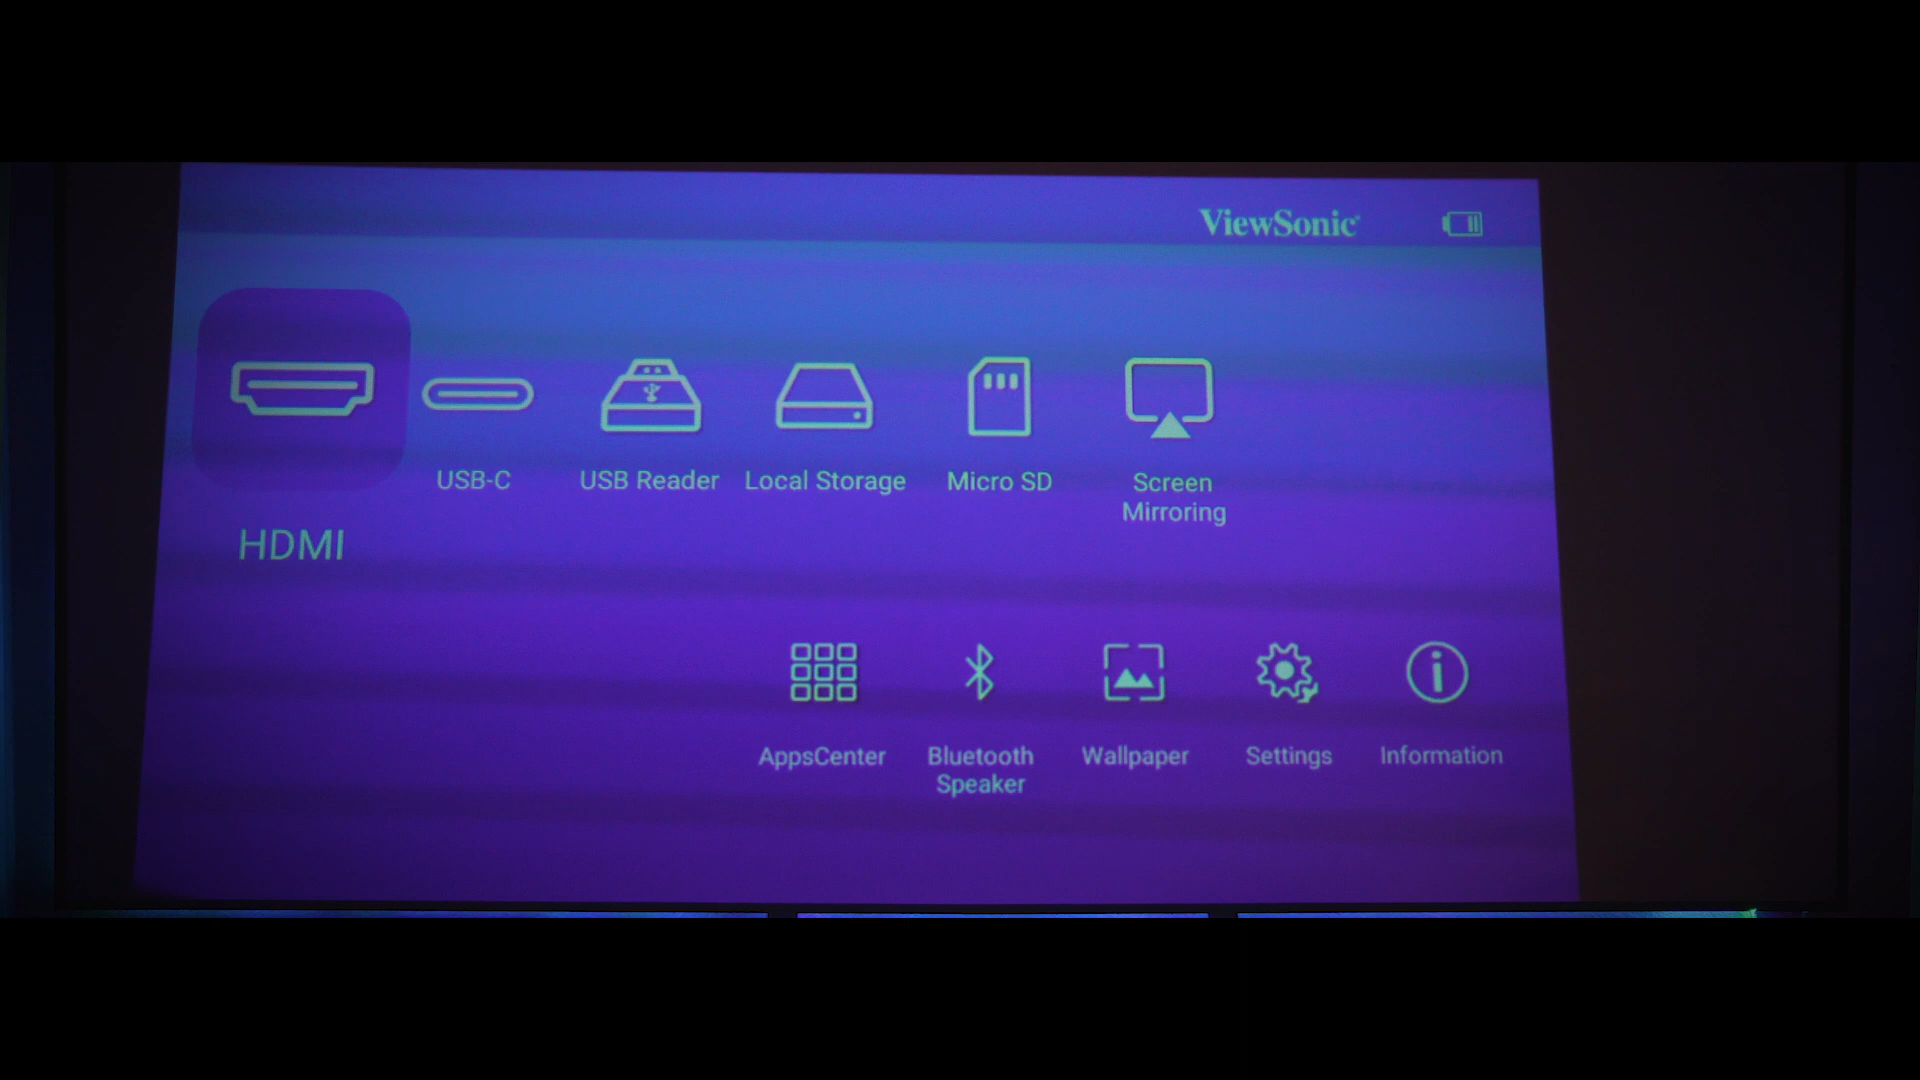 ViewSonic
HDMI
USB-C
USB Reader
Local Storage
Micro SD
Screen
Mirroring
AppsCenter
Bluetooth
Speaker
Wallpaper
Settings
Information